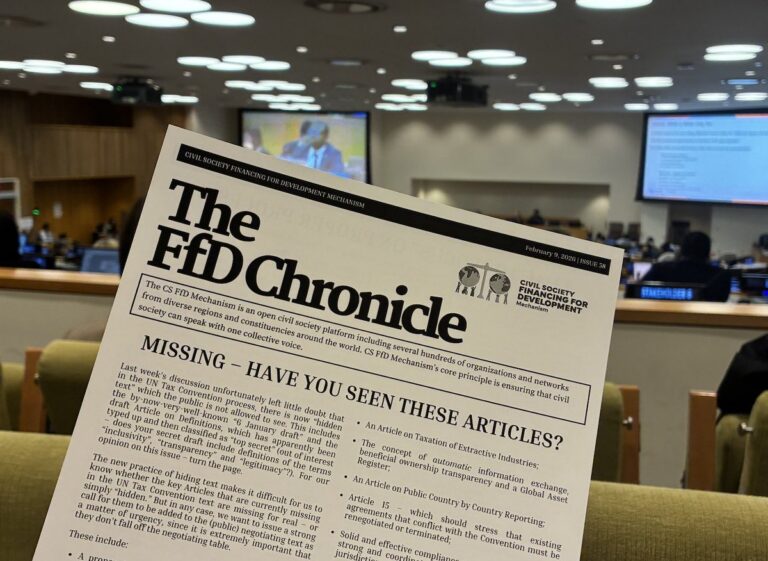 CIVIL SOCIETY FINANCING FOR DEVELOPMENT MECHANISM
February 9, 2026 | ISSUE 58
The
FfD Chronicle
CIVIL SOCIETY
FINANCING FOR
DEVELOPMENT
Mechanism
The CS FfD Mechanism is an open civil society platform including several hundreds of organizations and networks
from diverse regions and constituencies around the world. CS FfD Mechanism's core principle is ensuring that civil
society can speak with one collective voice.
MISSING – HAVE YOU SEEN THESE ARTICLES?
Last week's discussion unfortunately left little doubt that
in the UN Tax Convention process, there is now "hidden
text" which the public is not allowed to see. This includes
the by-now-very-well-known "6 January draft" and the
draft Article on Definitions, which has apparently been
typed up and then classified as "top secret" (out of interest
– does your secret draft include definitions of the terms
"inclusivity", "transparency" and "legitimacy"?). For our
opinion on this issue – turn the page.
The new practice of hiding text makes it difficult for us to
know whether the key Articles that are currently missing
in the UN Tax Convention text are missing for real – or
simply "hidden." But in any case, we want to issue a strong
call for them to be added to the (public) negotiating text as
a matter of urgency, since it is extremely important that
they don't fall off the negotiating table.
These include:
• A propo
• An Article on Taxation of Extractive Industries;
• The concept of automatic information exchange,
beneficial ownership transparency and a Global Asset
Register;
• An Article on Public Country by Country Reporting;
• Article 15 – which should stress that existing
agreements that conflict with the Convention must be
renegotiated or terminated;
• Solid and effective complianc
strong and coordina
jurisdiction
STAKEHOLDER 6